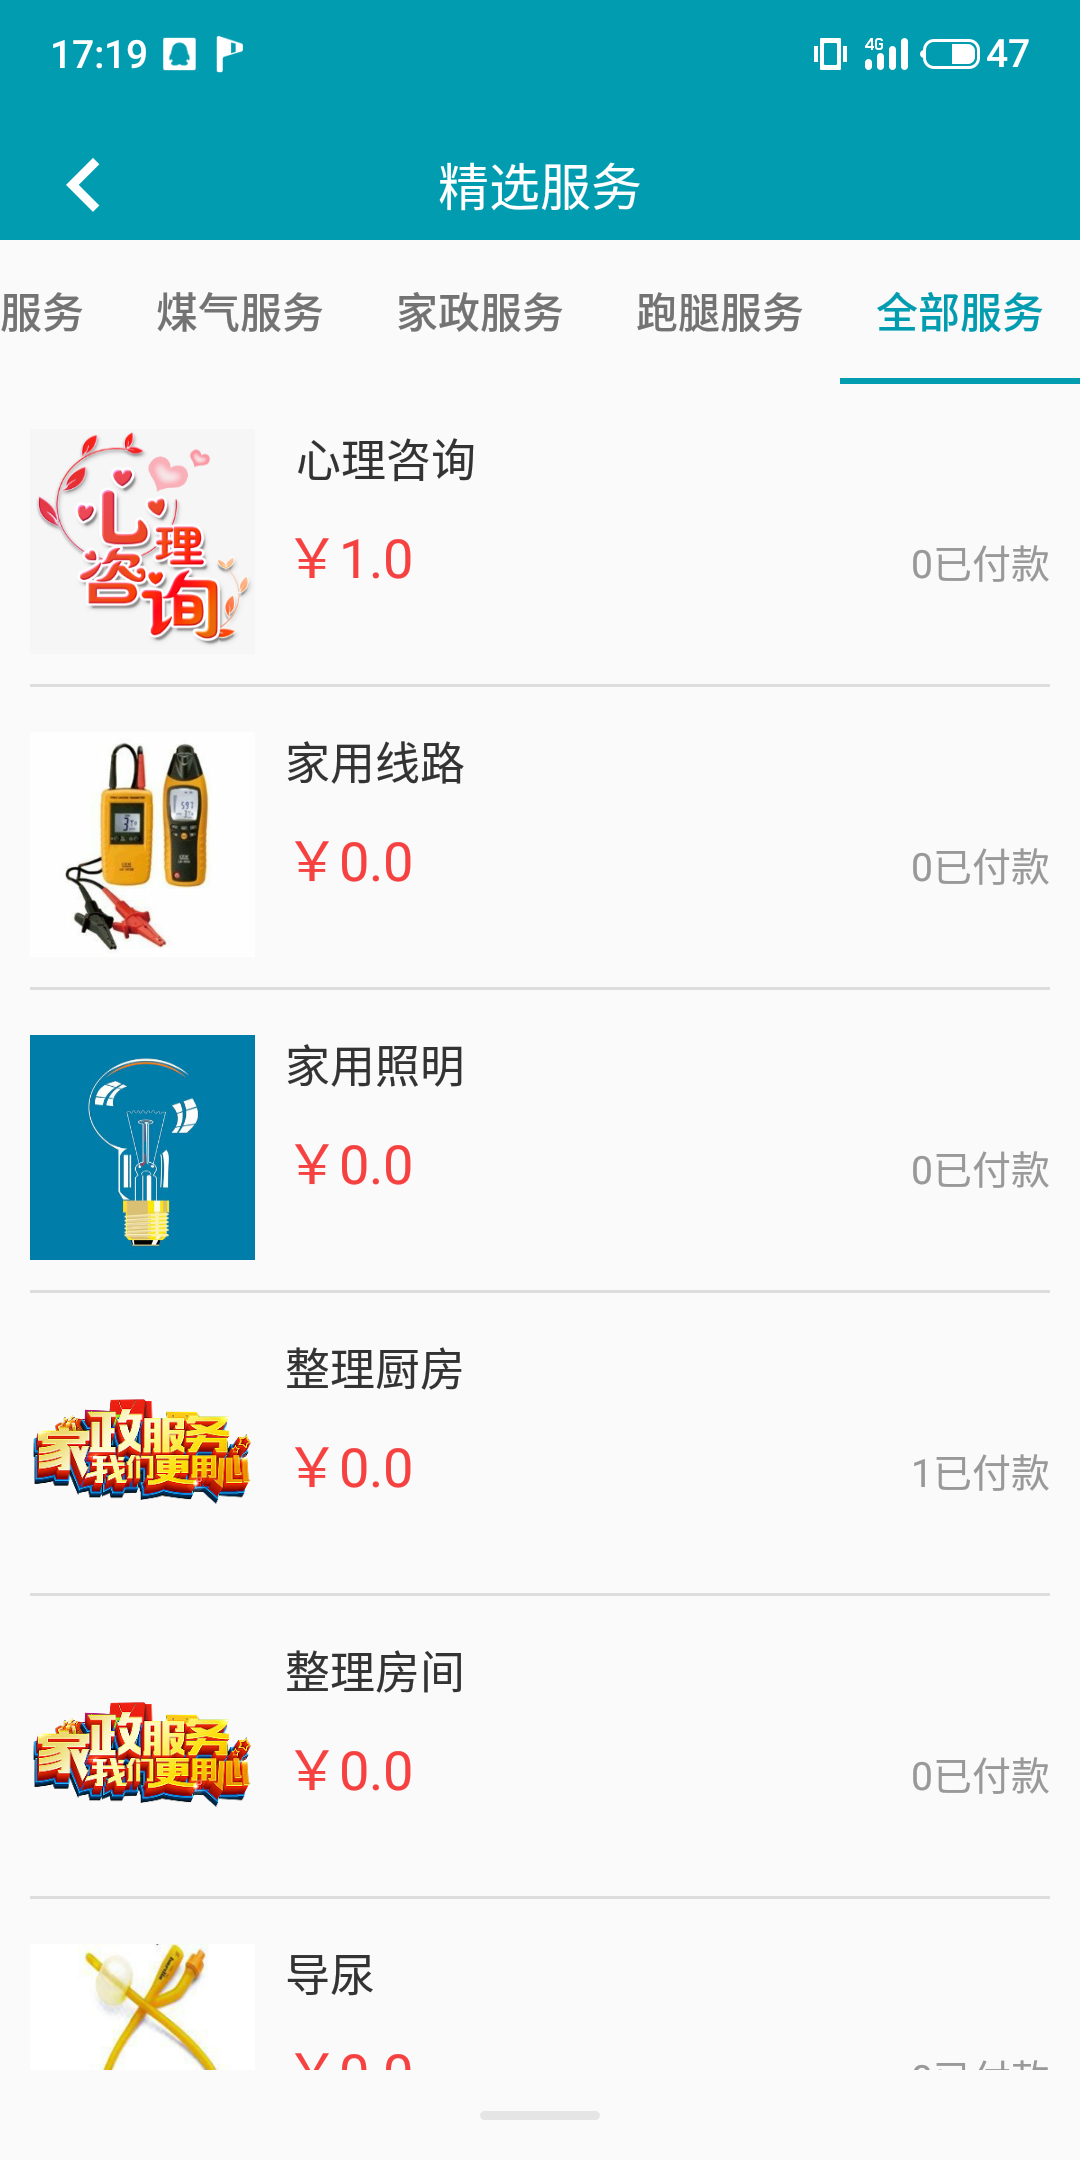 17:19
4G
47
精选服务
服务 煤气服务 家政服务 跑腿服务 全部服务
心理咨询
心理咨询
￥1.0
0已付款
家用线路
￥0.0
0已付款
家用照明
￥0.0
0已付款
整理厨房
家政服务
我们更用心
￥0.0
1已付款
整理房间
家政服务
我们更用心
￥0.0
0已付款
导尿